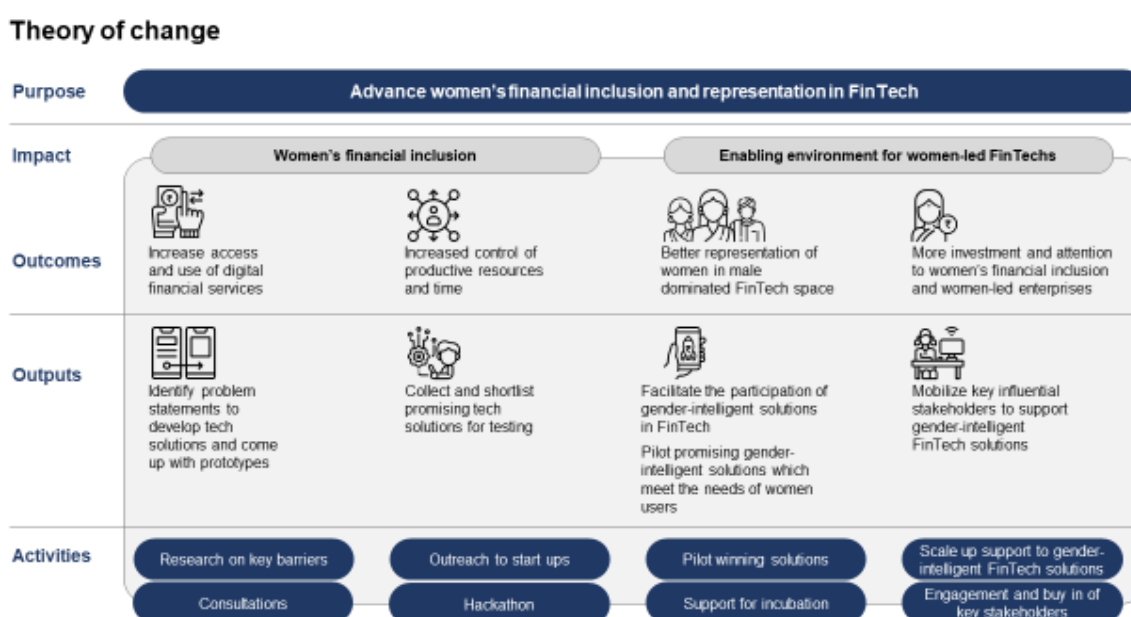 Theory of change
Purpose
Advance women's financial inclusion and representation in FinTech
Impact
Women's financial inclusion
Enabling environment for women-led FinTechs
Outcomes
Increase access
and use of digital
financial services
Increased control of
productive resources
and time
Better representation of
women in male
dominated FinTech space
More investment and attention
to women's financial inclusion
and women-led enterprises
Outputs
Identify problem
statements to
develop tech
solutions and come
up with prototypes
Collect and shortlist
promising tech
solutions for testing
Facilitate the participation of
gender-intelligent solutions
in FinTech
Pilot promising gender-
intelligent solutions which
meet the needs of women
users
Mobilize key influential
stakeholders to support
gender-intelligent
FinTech solutions
Activities
Research on key barriers
Outreach to start ups
Pilot winning solutions
Scale up support to gender-
intelligent FinTech solutions
Consultations
Hackathon
Support for incubation
Engagement and buy in of
key stakeholders